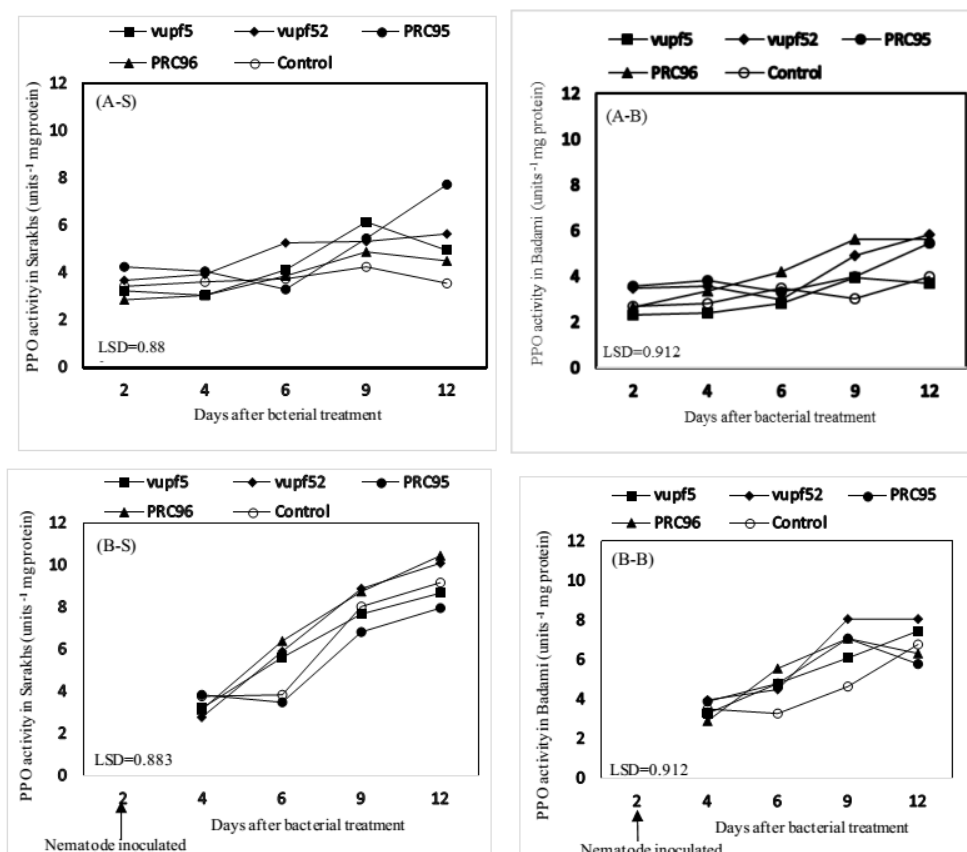 vupf5 vupf52 PRC95
PRC96 Control
PPO activity in Sarakhs (units ⁻¹ mg protein )
12
10
8
6
4
2
0
(A-S)
LSD=0.88
2 4 6 9 12
Days after bcterial treatment
vupf5 vupf52 PRC95
PRC96 Control
PPO activity in Badami (units ⁻¹ mg protein)
12
10
8
6
4
2
0
(A-B)
LSD=0.912
2 4 6 9 12
Days after bacterial treatment
vupf5 vupf52 PRC95
PRC96 Control
PPO activity in Sarakhs (units ⁻¹ mg protein)
12
10
8
6
4
2
0
(B-S)
LSD=0.883
2 4 6 9 12
Days after bacterial treatment
Nematode inoculated
vupf5 vupf52 PRC95
PRC96 Control
PPO activity in Badami (units ⁻¹ mg protein)
12
10
8
6
4
2
0
(B-B)
LSD=0.912
2 4 6 9 12
Days after bacterial treatment
Nematode inoculated